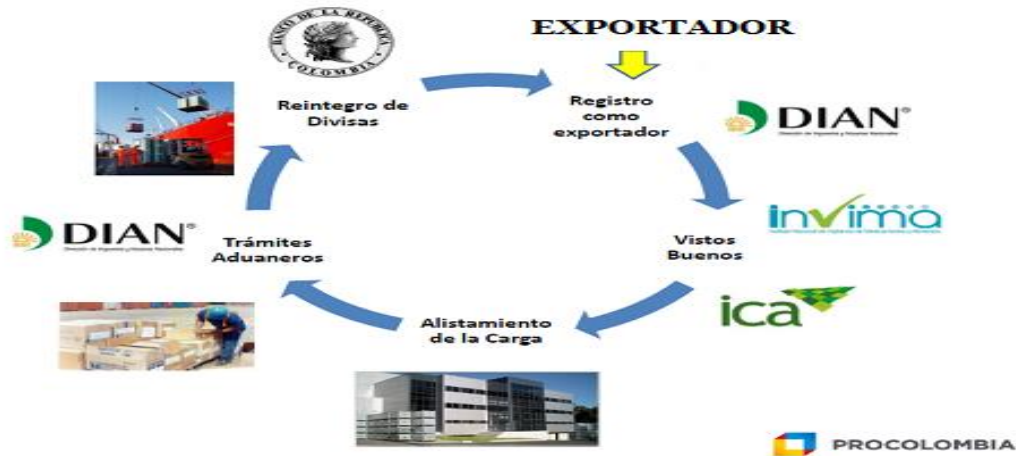 EXPORTADOR
BANCO DE LA REPUBLICA
COLOMBIA
Registro
como
exportador
DIAN®
invima
Vistos
Buenos
ica
Alistamiento
de la Carga
Trámites
Aduaneros
DIAN®
Reintegro de
Divisas
PROCOLOMBIA